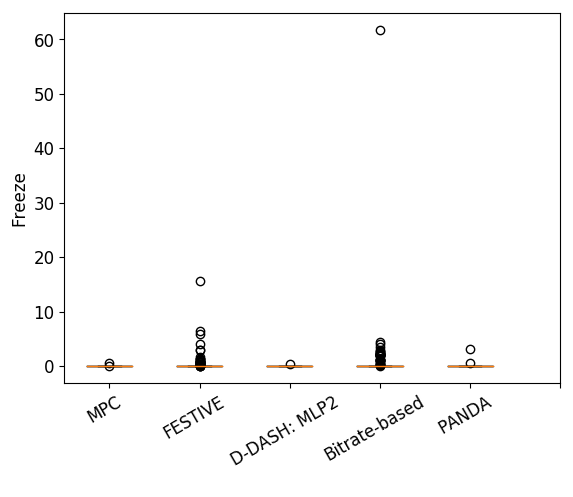 60
50
40
30
20
10
0
Freeze
MPC
FESTIVE
D-DASH: MLP2
Bitrate-based
PANDA